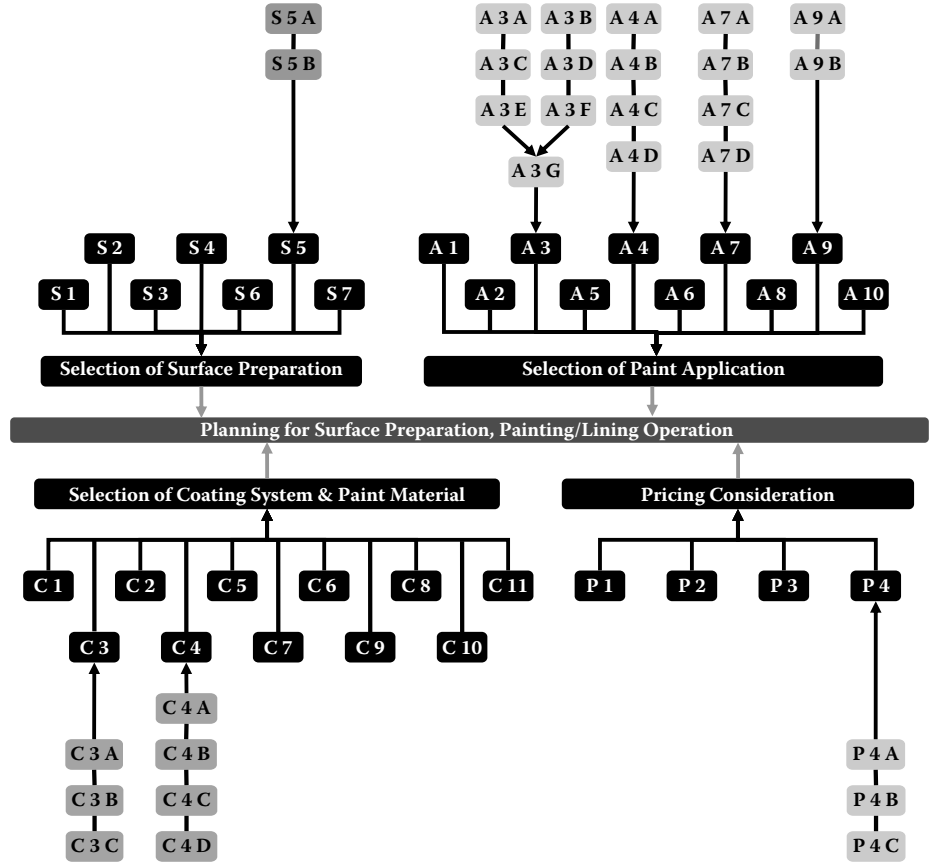 S 5 A
A 3 A
A 3 B
A 4 A
A 7 A
A 9 A
S 5 B
A 3 C
A 3 D
A 4 B
A 7 B
A 9 B
A 3 E
A 3 F
A 4 C
A 7 C
A 4 D
A 7 D
A 3 G
S 2
S 4
S 5
A 1
A 3
A 4
A 7
A 9
S 1
S 3
S 6
S 7
A 2
A 5
A 6
A 8
A 10
Selection of Surface Preparation
Selection of Paint Application
Planning for Surface Preparation, Painting/Lining Operation
Selection of Coating System & Paint Material
Pricing Consideration
C 1
C 2
C 5
C 6
C 8
C 11
P 1
P 2
P 3
P 4
C 3
C 4
C 7
C 9
C 10
C 4 A
C 3 A
C 4 B
P 4 A
C 3 B
C 4 C
P 4 B
C 3 C
C 4 D
P 4 C